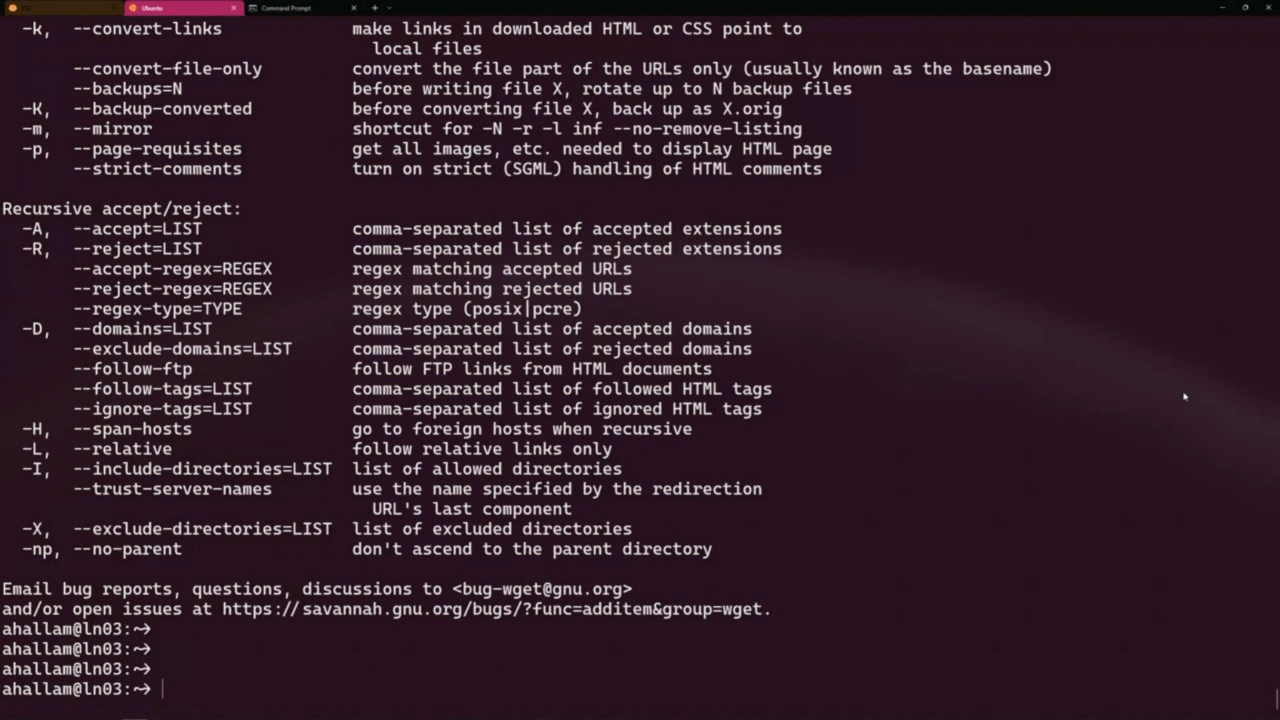 Ubuntu
Command Prompt
-k, --convert-links make links in downloaded HTML or CSS point to
local files
--convert-file-only convert the file part of the URLs only (usually known as the basename)
--backups=N before writing file X, rotate up to N backup files
-K, --backup-converted before converting file X, back up as X.orig
-m, --mirror shortcut for -N -r -l inf --no-remove-listing
-p, --page-requisites get all images, etc. needed to display HTML page
--strict-comments turn on strict (SGML) handling of HTML comments
Recursive accept/reject:
-A, --accept=LIST comma-separated list of accepted extensions
-R, --reject=LIST comma-separated list of rejected extensions
--accept-regex=REGEX regex matching accepted URLs
--reject-regex=REGEX regex matching rejected URLs
--regex-type=TYPE regex type (posix|pcre)
-D, --domains=LIST comma-separated list of accepted domains
--exclude-domains=LIST comma-separated list of rejected domains
--follow-ftp follow FTP links from HTML documents
--follow-tags=LIST comma-separated list of followed HTML tags
--ignore-tags=LIST comma-separated list of ignored HTML tags
-H, --span-hosts go to foreign hosts when recursive
-L, --relative follow relative links only
-I, --include-directories=LIST list of allowed directories
--trust-server-names use the name specified by the redirection
URL's last component
-X, --exclude-directories=LIST list of excluded directories
-np, --no-parent don't ascend to the parent directory
Email bug reports, questions, discussions to <bug-wget@gnu.org>
and/or open issues at https://savannah.gnu.org/bugs/?func=additem&group=wget.
ahallam@ln03:~>
ahallam@ln03:~>
ahallam@ln03:~>
ahallam@ln03:~>